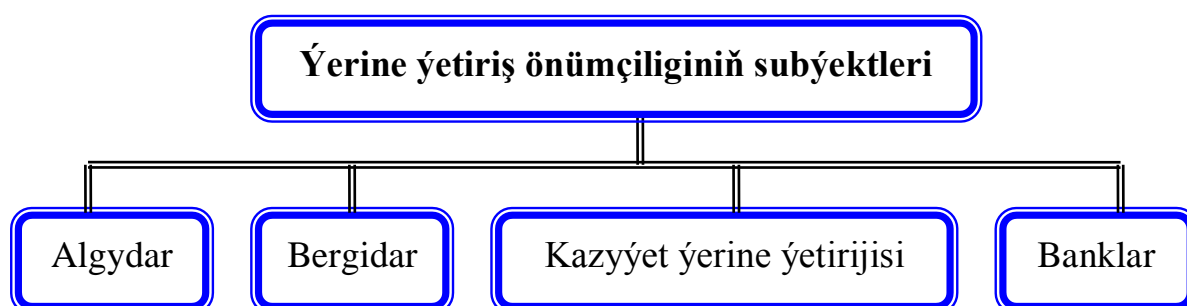 Ýerine ýetiriş önümçiliginiň subýektleri
Algydar
Bergidar
Kazyýet ýerine ýetirijisi
Banklar